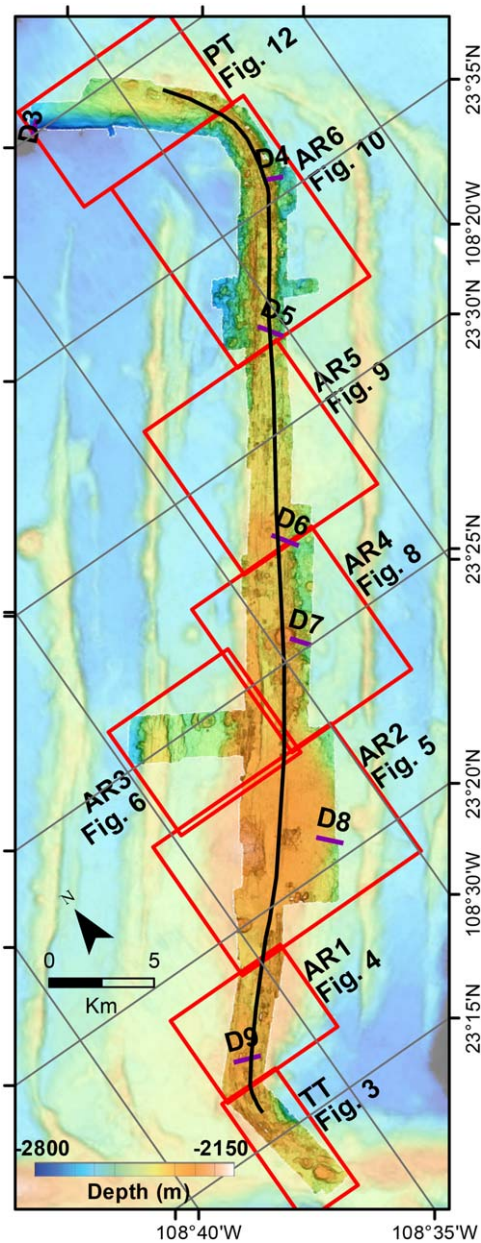 PT
Fig. 12
23°35'N
D3
D4
AR6
Fig. 10
108°20'W
D5
23°30'N
AR5
Fig. 9
D6
23°25'N
AR4
Fig. 8
D7
AR2
Fig. 5
AR3
Fig. 6
23°20'N
D8
108°30'W
N
0 5
Km
AR1
Fig. 4
23°15'N
D9
TT
Fig. 3
-2800 -2150
Depth (m)
108°40'W 108°35'W